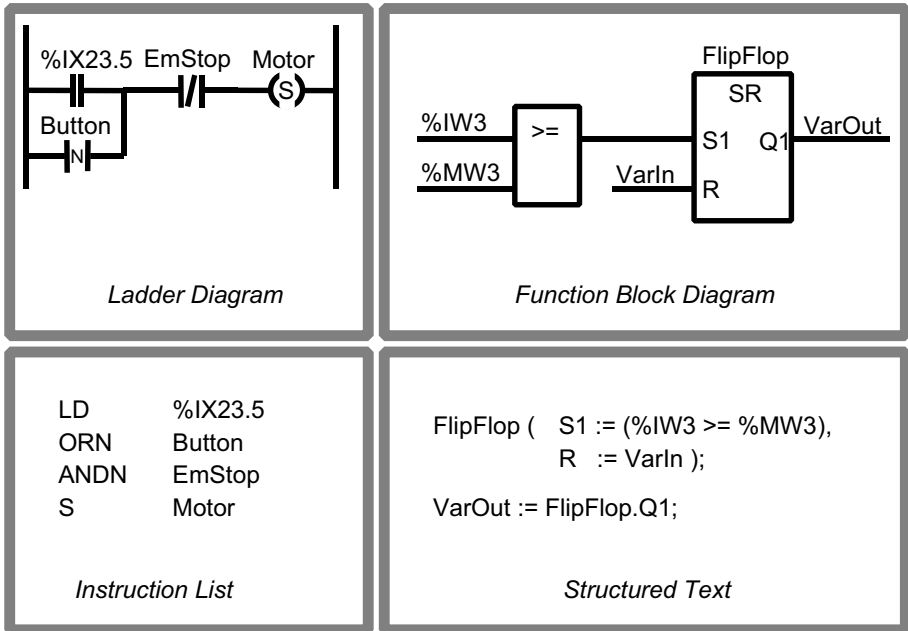 %IX23.5 EmStop Motor
S
Button
N
Ladder Diagram
FlipFlop
SR
%IW3 >= S1 Q1 VarOut
%MW3 VarIn R
Function Block Diagram
LD %IX23.5
ORN Button
ANDN EmStop
S Motor
Instruction List
FlipFlop ( S1 := (%IW3 >= %MW3),
R := VarIn );
VarOut := FlipFlop.Q1;
Structured Text